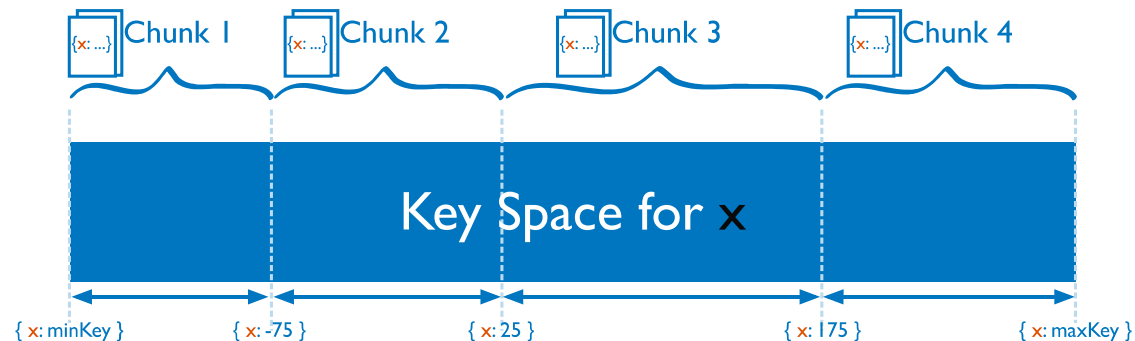 Chunk 1
Chunk 2
Chunk 3
Chunk 4
{x: ...}
{x: ...}
{x: ...}
{x: ...}
Key Space for x
{ x: minKey }
{ x: -75 }
{ x: 25 }
{ x: 175 }
{ x: maxKey }